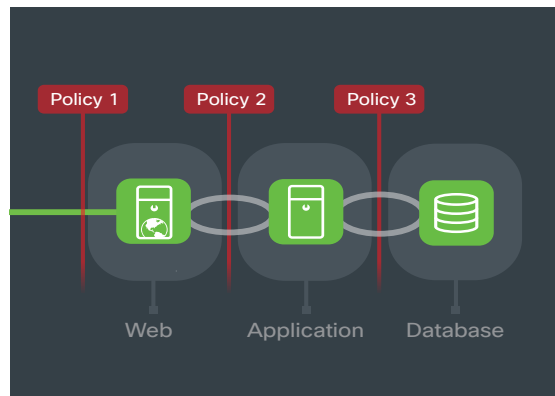 Policy 1
Policy 2
Policy 3
Web
Application
Database